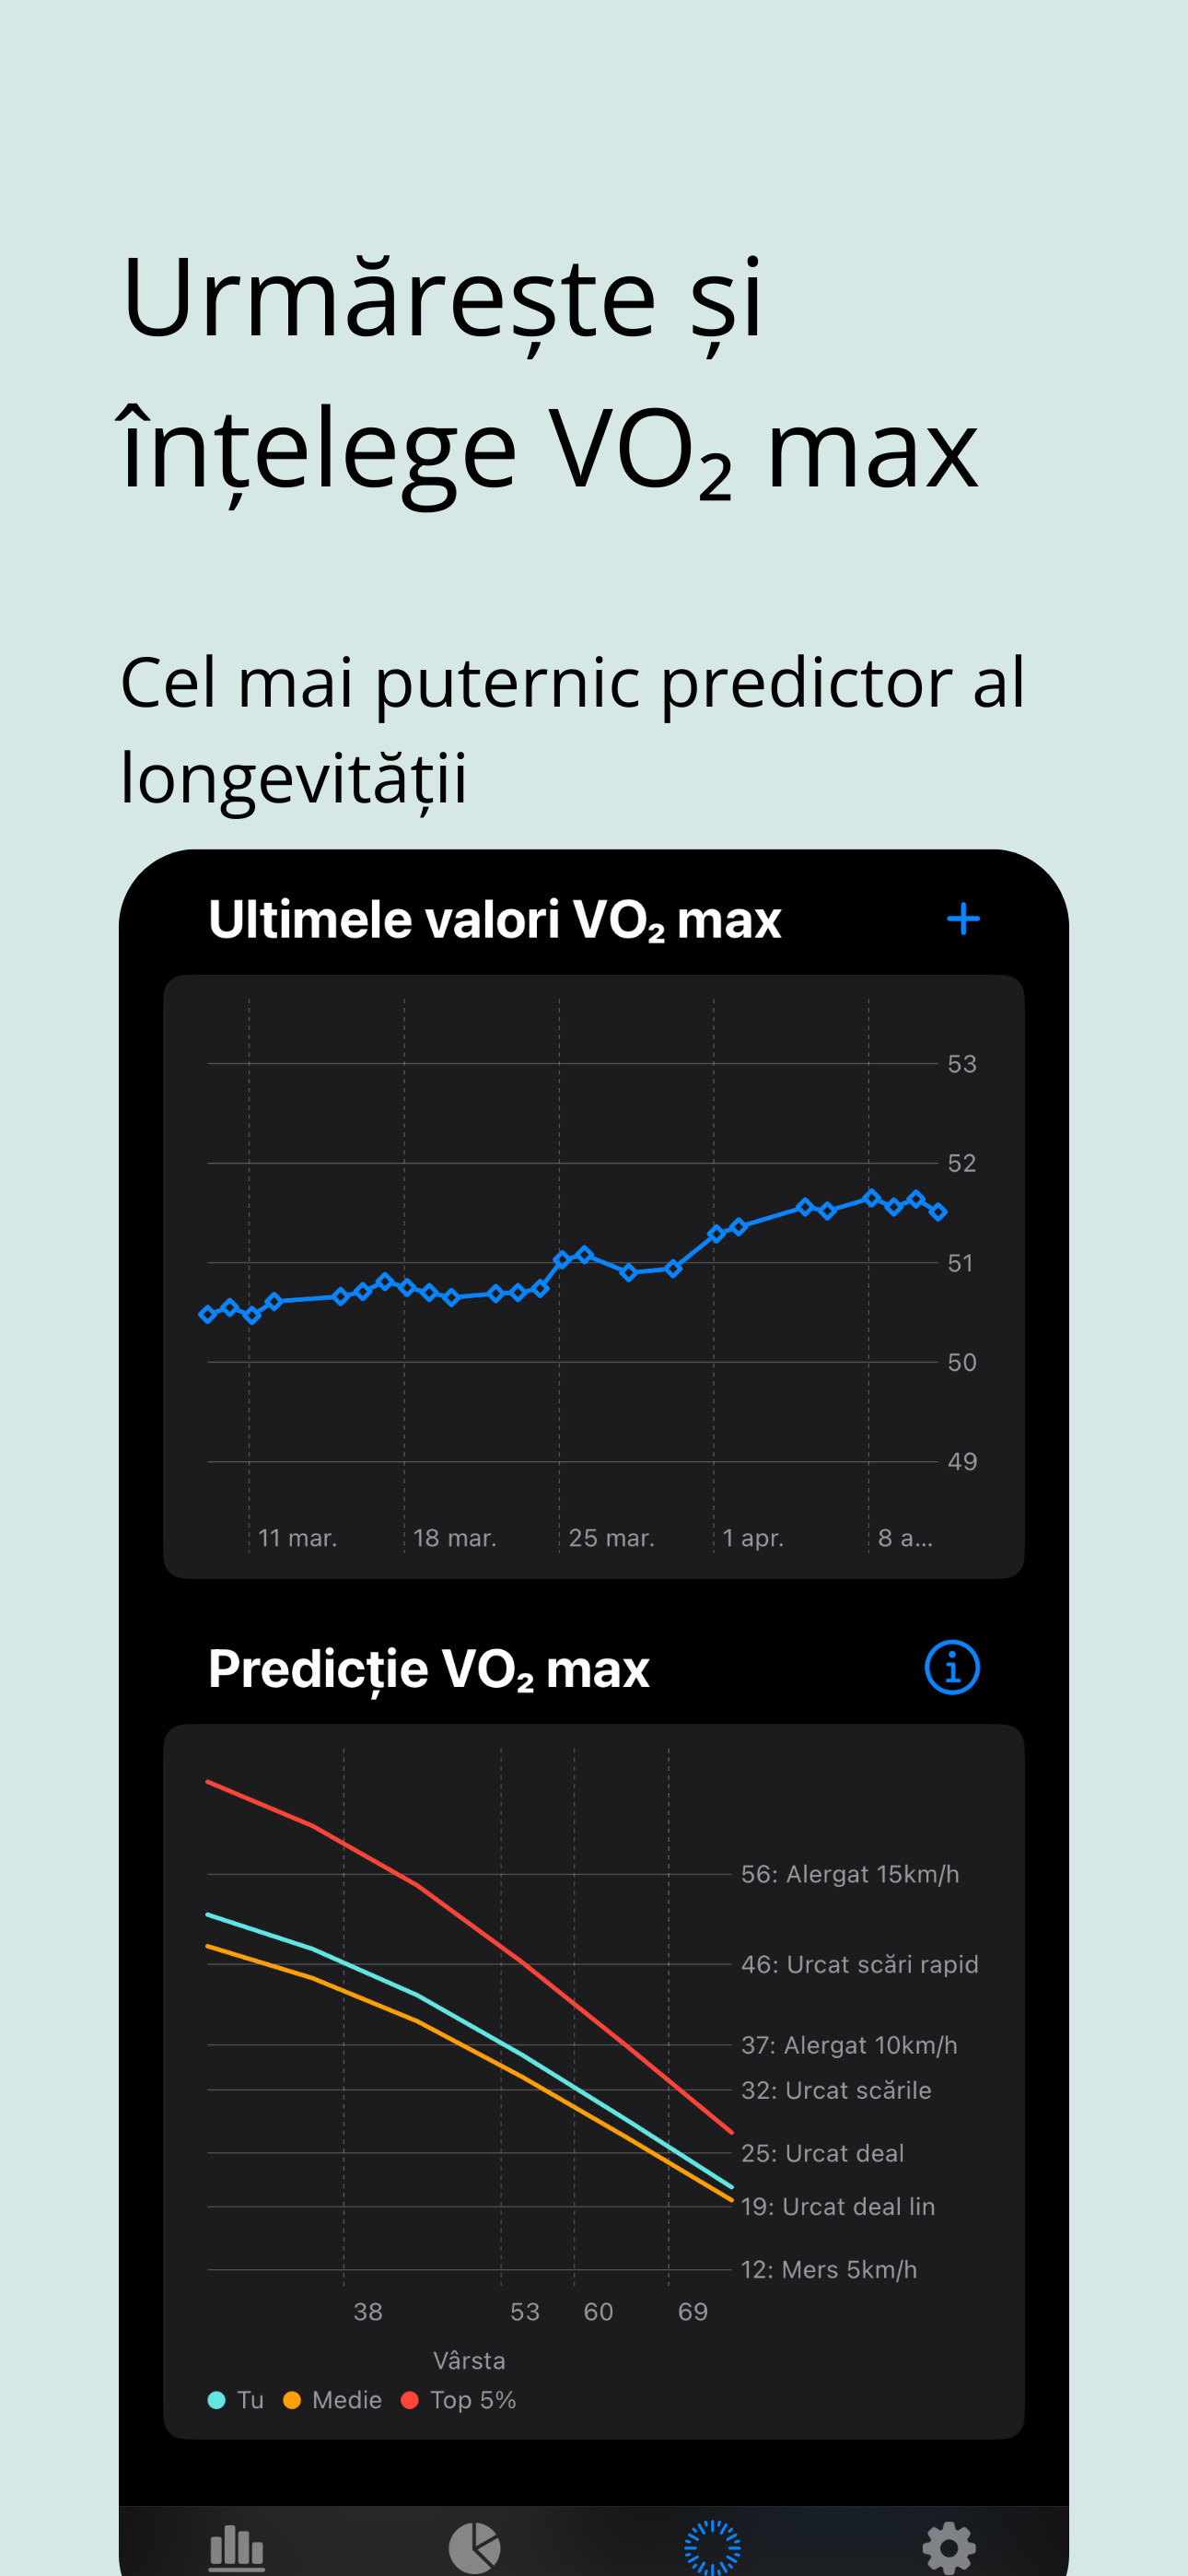 Urmărește și
înțelege VO₂ max
Cel mai puternic predictor al
longevității
Ultimele valori VO₂ max
53
52
51
50
49
11 mar.
18 mar.
25 mar.
1 apr.
8 a...
Predicție VO₂ max
56: Alergat 15km/h
46: Urcat scări rapid
37: Alergat 10km/h
32: Urcat scările
25: Urcat deal
19: Urcat deal lin
12: Mers 5km/h
38
53
60
69
Vârsta
Tu
Medie
Top 5%